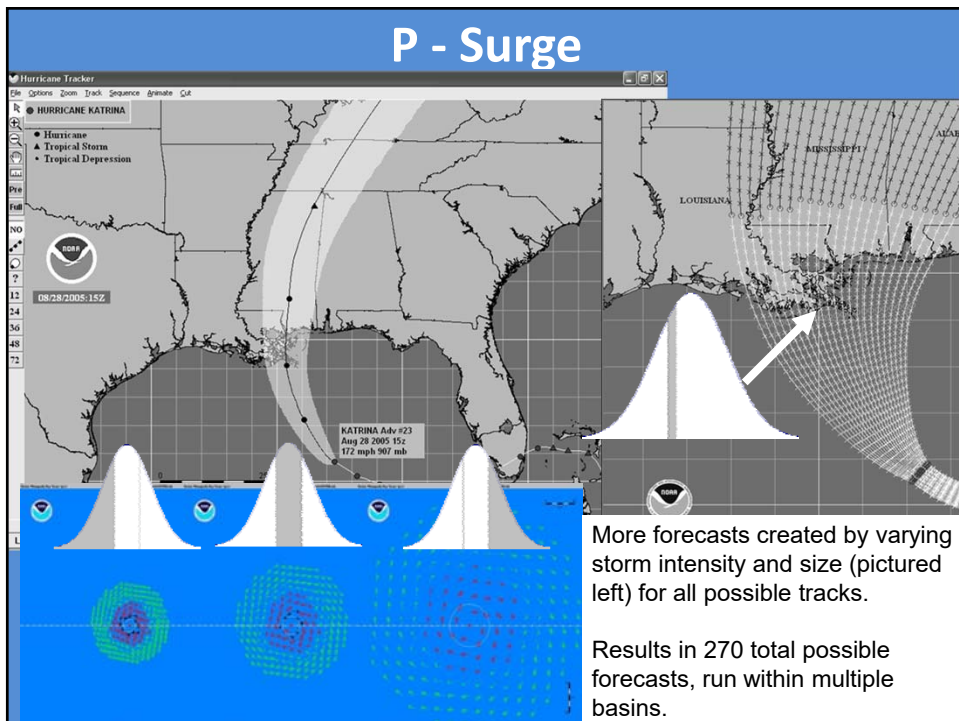 P - Surge
Hurricane Tracker
File Options Zoom Track Sequence Animate Cut
HURRICANE KATRINA
Hurricane
Tropical Storm
Tropical Depression
Pre
Full
NO
?
12
24
36
48
72
NOAA
08/28/2005:15Z
KATRINA Adv #23
Aug 28 2005 15z
172 mph 907 mb
MISSISSIPPI
LOUISIANA
More forecasts created by varying
storm intensity and size (pictured
left) for all possible tracks.
Results in 270 total possible
forecasts, run within multiple
basins.